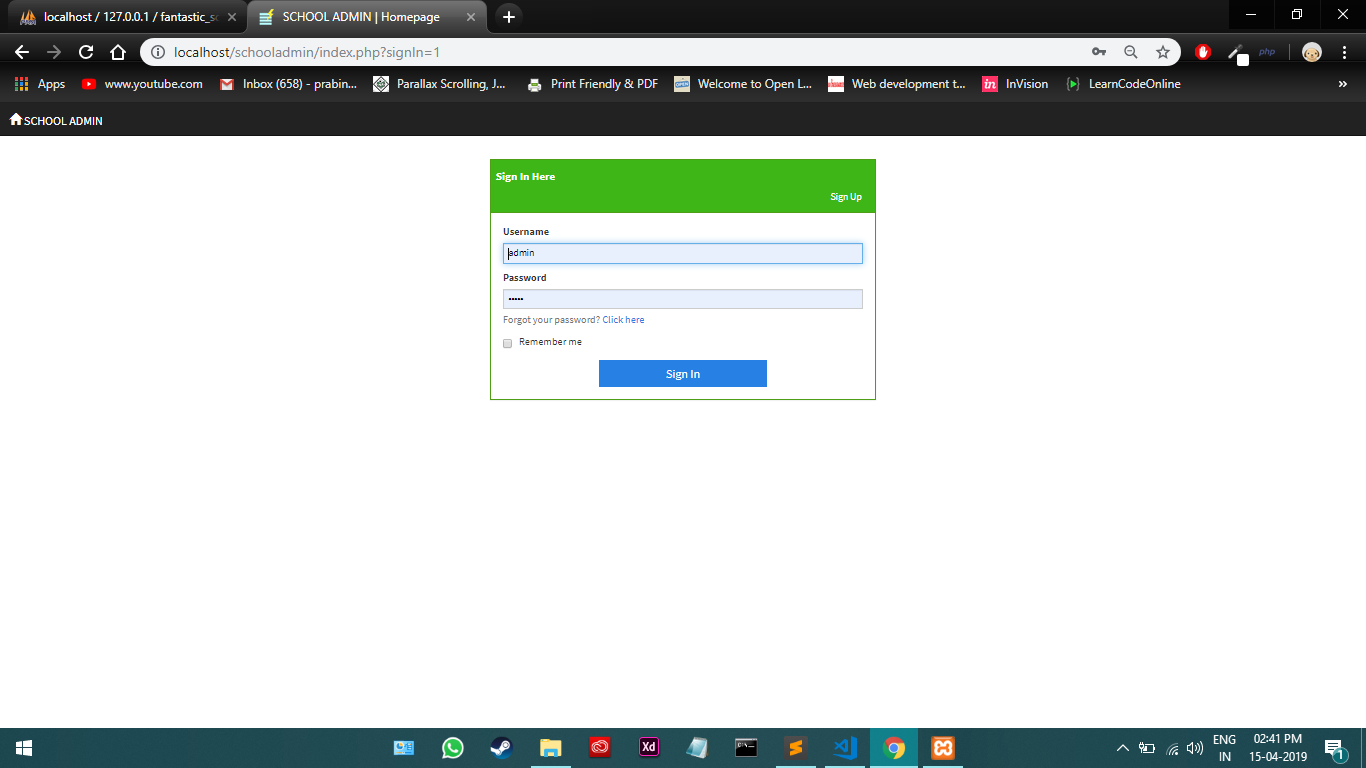 localhost / 127.0.0.1 / fantastic_sc
SCHOOL ADMIN | Homepage
localhost/schooladmin/index.php?signIn=1
php
Apps
www.youtube.com
Inbox (658) - prabin...
Parallax Scrolling, J...
Print Friendly & PDF
Welcome to Open L...
Web development t...
in InVision
LearnCodeOnline
»
SCHOOL ADMIN
Sign In Here
Sign Up
Username
admin
Password
•••••
Forgot your password? Click here
Remember me
Sign In
Xd
ENG
IN
02:41 PM
15-04-2019
1